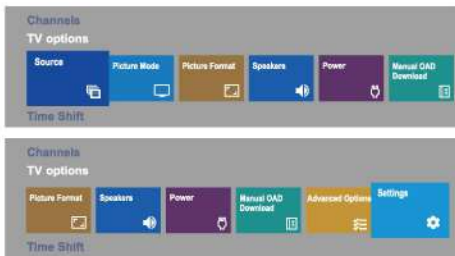 Channels
TV options
Source
Picture Mode
Picture Format
Speakers
Power
Manual OAD
Download
Time Shift
Channels
TV options
Picture Format
Speakers
Power
Manual OAD
Download
Advanced Options
Settings
Time Shift